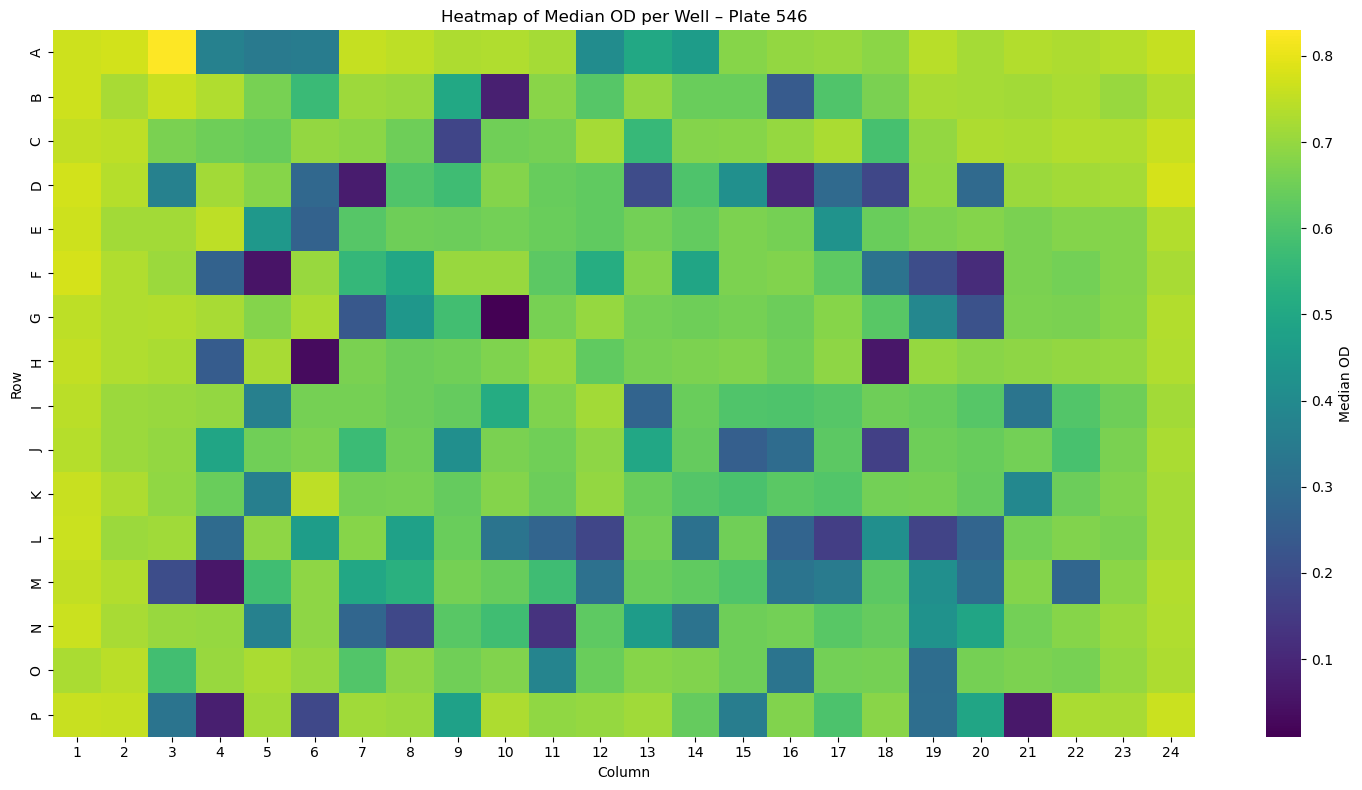 Heatmap of Median OD per Well – Plate 546
Row
A
B
C
D
E
F
G
H
I
J
K
L
M
N
O
P
1 2 3 4 5 6 7 8 9 10 11 12 13 14 15 16 17 18 19 20 21 22 23 24
Column
0.8
0.7
0.6
0.5
0.4
0.3
0.2
0.1
Median OD